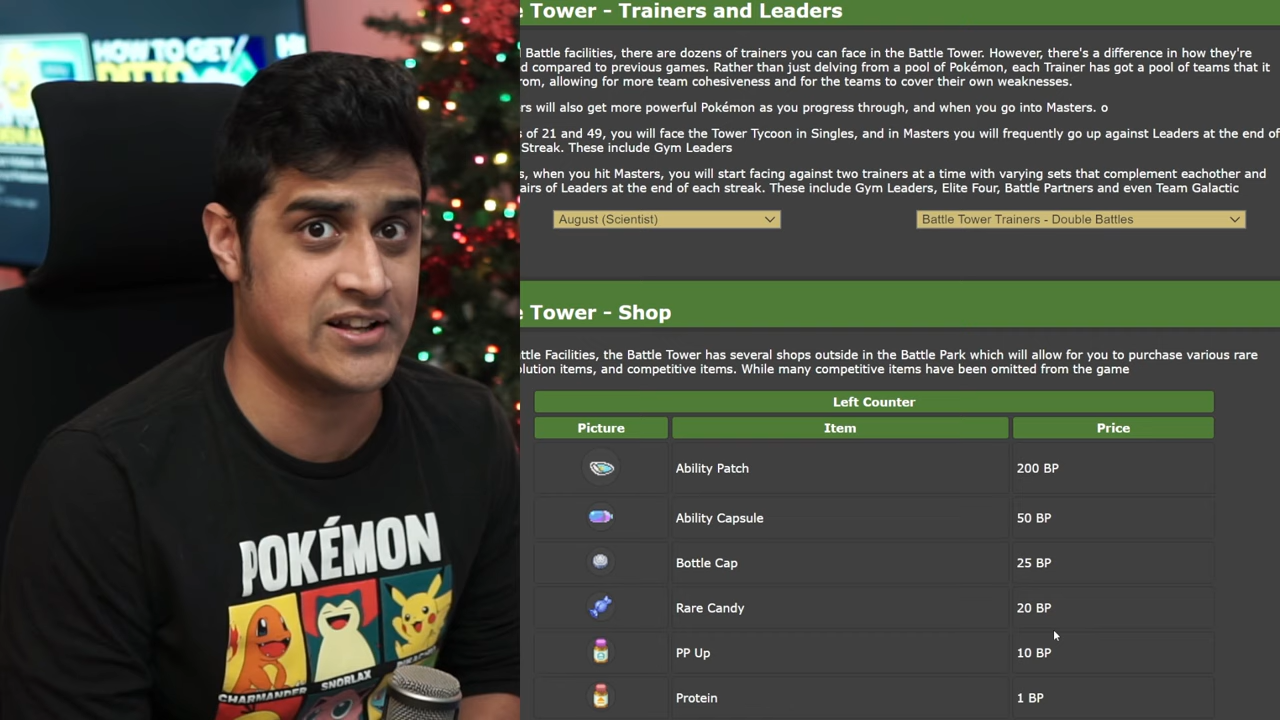 HOW TO GET
DITTO
POKÉMON
CHARMANDER
SNORLAX
e Tower - Trainers and Leaders
Battle facilities, there are dozens of trainers you can face in the Battle Tower. However, there's a difference in how they're
d compared to previous games. Rather than just delving from a pool of Pokémon, each Trainer has got a pool of teams that it
om, allowing for more team cohesiveness and for the teams to cover their own weaknesses.
rs will also get more powerful Pokémon as you progress through, and when you go into Masters. o
s of 21 and 49, you will face the Tower Tycoon in Singles, and in Masters you will frequently go up against Leaders at the end of
Streak. These include Gym Leaders
s, when you hit Masters, you will start facing against two trainers at a time with varying sets that complement eachother and
airs of Leaders at the end of each streak. These include Gym Leaders, Elite Four, Battle Partners and even Team Galactic
August (Scientist)
Battle Tower Trainers - Double Battles
e Tower - Shop
ttle Facilities, the Battle Tower has several shops outside in the Battle Park which will allow for you to purchase various rare
olution items, and competitive items. While many competitive items have been omitted from the game
Left Counter
Picture Item Price
Ability Patch 200 BP
Ability Capsule 50 BP
Bottle Cap 25 BP
Rare Candy 20 BP
PP Up 10 BP
Protein 1 BP